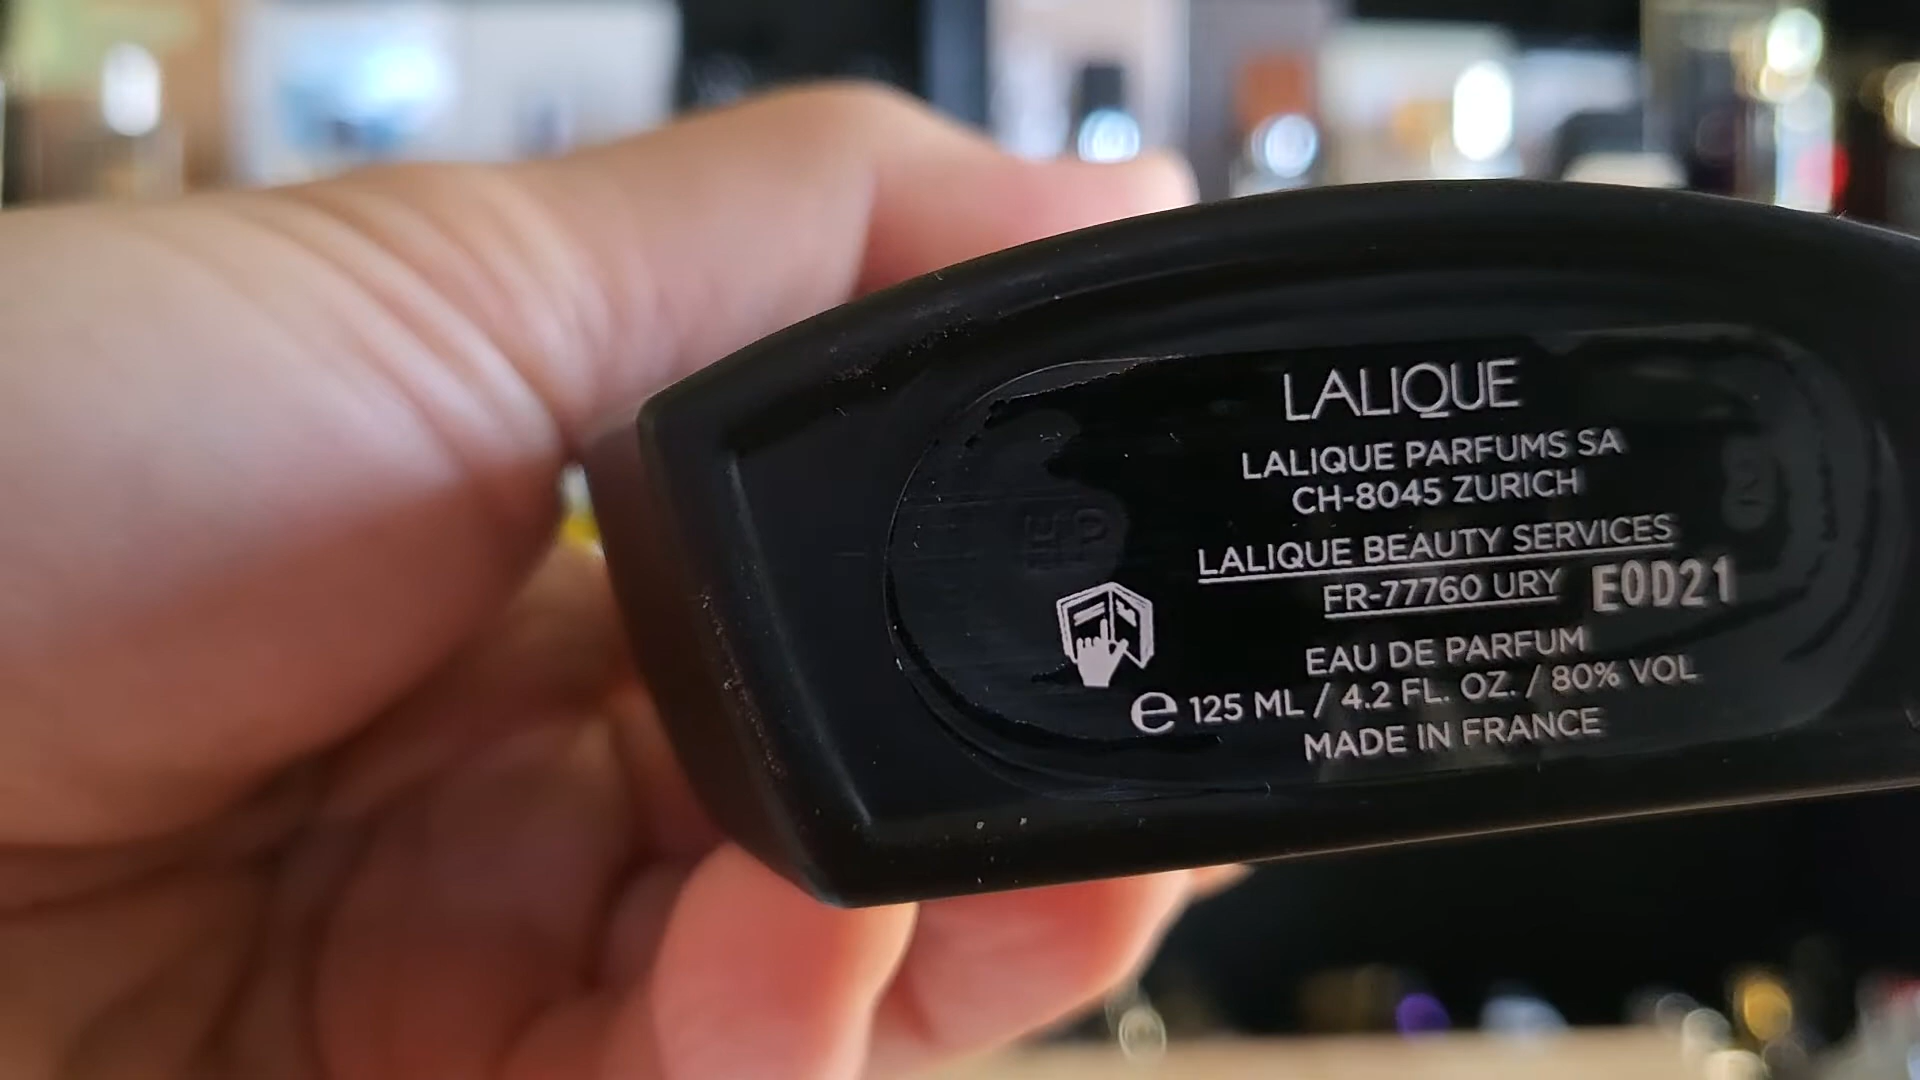 LALIQUE
LALIQUE PARFUMS SA
CH-8045 ZURICH
LALIQUE BEAUTY SERVICES
FR-77760 URY E0D21
EAU DE PARFUM
℮ 125 ML / 4.2 FL. OZ. / 80% VOL
MADE IN FRANCE